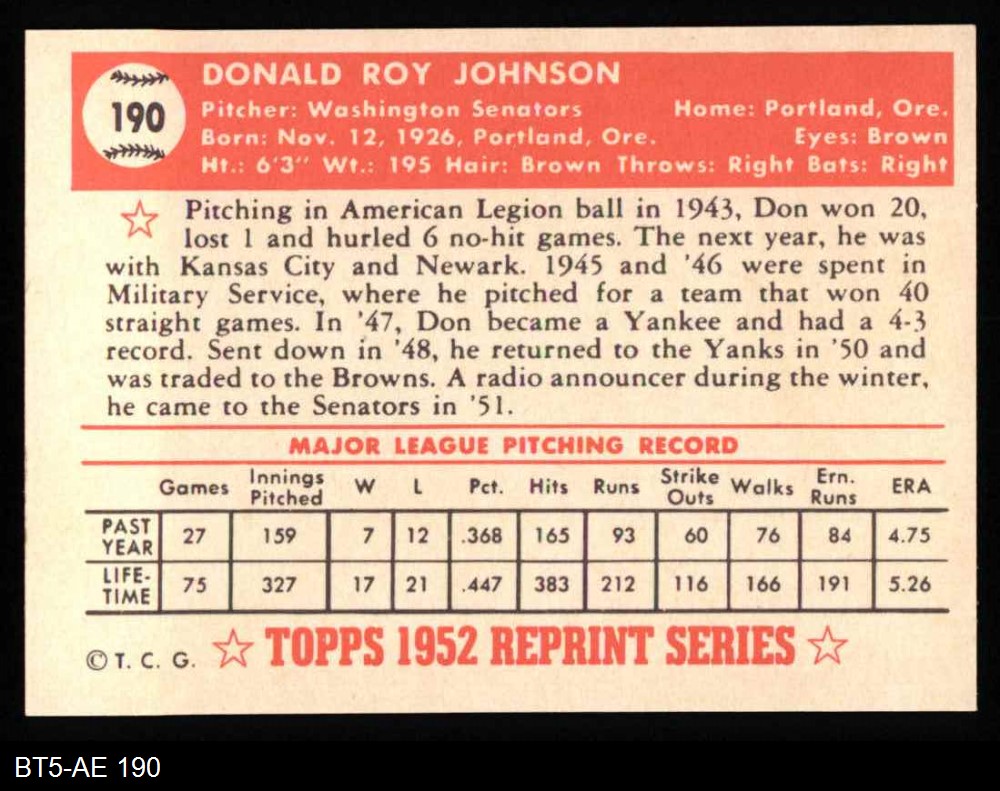 190
DONALD ROY JOHNSON
Pitcher: Washington Senators Home: Portland, Ore.
Born: Nov. 12, 1926, Portland, Ore. Eyes: Brown
Ht.: 6'3" Wt.: 195 Hair: Brown Throws: Right Bats: Right
Pitching in American Legion ball in 1943, Don won 20,
lost 1 and hurled 6 no-hit games. The next year, he was
with Kansas City and Newark. 1945 and '46 were spent in
Military Service, where he pitched for a team that won 40
straight games. In '47, Don became a Yankee and had a 4-3
record. Sent down in '48, he returned to the Yanks in '50 and
was traded to the Browns. A radio announcer during the winter,
he came to the Senators in '51.
MAJOR LEAGUE PITCHING RECORD
Games Innings Pitched W L Pct. Hits Runs Strike Outs Walks Ern. Runs ERA
PAST YEAR 27 159 7 12 .368 165 93 60 76 84 4.75
LIFE-TIME 75 327 17 21 .447 383 212 116 166 191 5.26
© T. C. G. ☆ TOPPS 1952 REPRINT SERIES ☆
BT5-AE 190